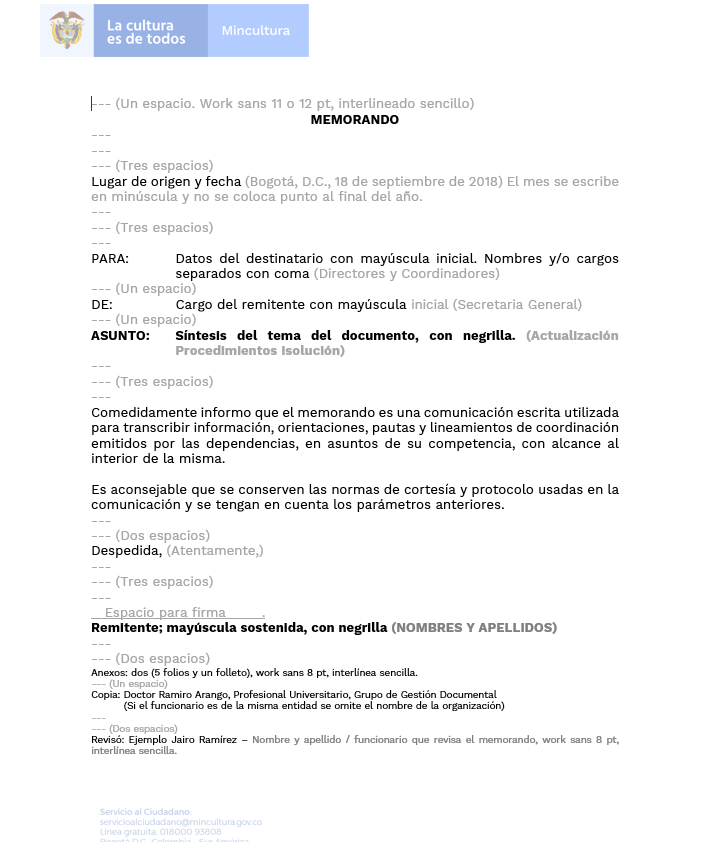 La cultura
es de todos
Mincultura
--- (Un espacio. Work sans 11 o 12 pt, interlineado sencillo)
MEMORANDO
---
---
--- (Tres espacios)
Lugar de origen y fecha (Bogotá, D.C., 18 de septiembre de 2018) El mes se escribe
en minúscula y no se coloca punto al final del año.
---
--- (Tres espacios)
---
PARA: Datos del destinatario con mayúscula inicial. Nombres y/o cargos
separados con coma (Directores y Coordinadores)
--- (Un espacio)
DE: Cargo del remitente con mayúscula inicial (Secretaria General)
--- (Un espacio)
ASUNTO: Síntesis del tema del documento, con negrilla. (Actualización
Procedimientos Isolución)
---
--- (Tres espacios)
---
Comedidamente informo que el memorando es una comunicación escrita utilizada
para transcribir información, orientaciones, pautas y lineamientos de coordinación
emitidos por las dependencias, en asuntos de su competencia, con alcance al
interior de la misma.
Es aconsejable que se conserven las normas de cortesía y protocolo usadas en la
comunicación y se tengan en cuenta los parámetros anteriores.
---
--- (Dos espacios)
Despedida, (Atentamente,)
---
--- (Tres espacios)
---
__Espacio para firma_____.
Remitente; mayúscula sostenida, con negrilla (NOMBRES Y APELLIDOS)
---
--- (Dos espacios)
Anexos: dos (5 folios y un folleto), work sans 8 pt, interlínea sencilla.
--- (Un espacio)
Copia: Doctor Ramiro Arango, Profesional Universitario, Grupo de Gestión Documental
(Si el funcionario es de la misma entidad se omite el nombre de la organización)
---
--- (Dos espacios)
Revisó: Ejemplo Jairo Ramírez – Nombre y apellido / funcionario que revisa el memorando, work sans 8 pt,
interlínea sencilla.
Servicio al Ciudadano:
servicioalciudadano@mincultura.gov.co
Línea gratuita: 018000 93808
Bogotá D.C., Colombia - Sur América